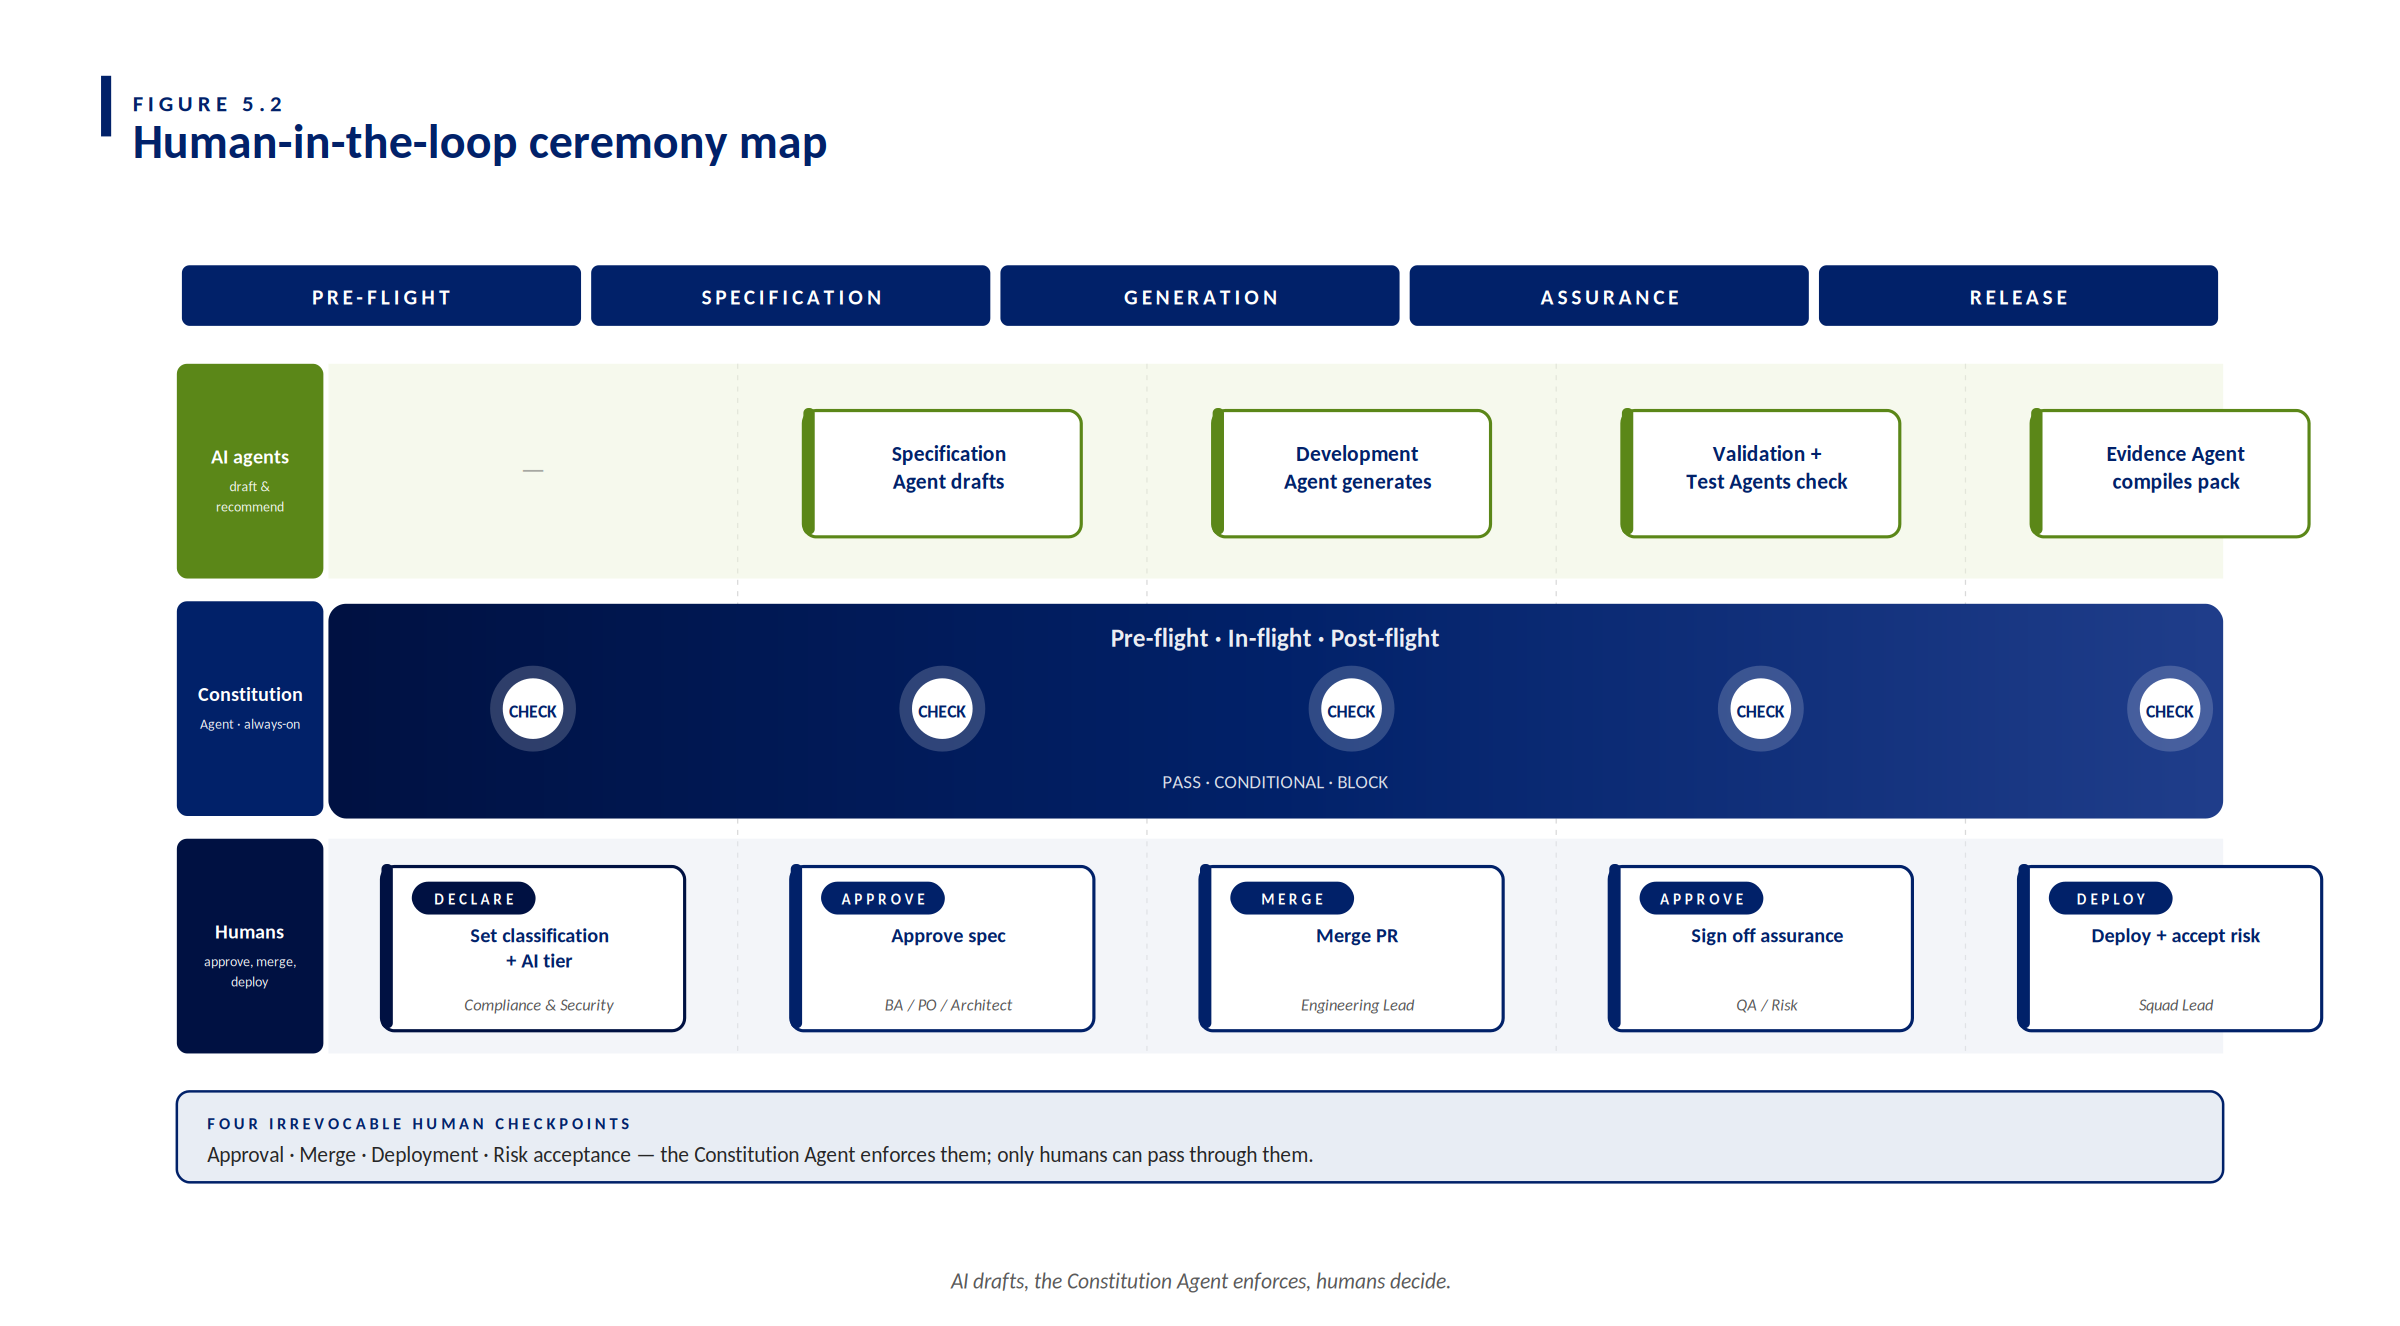 FIGURE 5.2
Human-in-the-loop ceremony map
PRE-FLIGHT
SPECIFICATION
GENERATION
ASSURANCE
RELEASE
AI agents
draft &
recommend
—
Specification
Agent drafts
Development
Agent generates
Validation +
Test Agents check
Evidence Agent
compiles pack
Constitution
Agent · always-on
Pre-flight · In-flight · Post-flight
CHECK
CHECK
CHECK
CHECK
CHECK
PASS · CONDITIONAL · BLOCK
Humans
approve, merge,
deploy
DECLARE
Set classification
+ AI tier
Compliance & Security
APPROVE
Approve spec
BA / PO / Architect
MERGE
Merge PR
Engineering Lead
APPROVE
Sign off assurance
QA / Risk
DEPLOY
Deploy + accept risk
Squad Lead
FOUR IRREVOCABLE HUMAN CHECKPOINTS
Approval · Merge · Deployment · Risk acceptance — the Constitution Agent enforces them; only humans can pass through them.
AI drafts, the Constitution Agent enforces, humans decide.